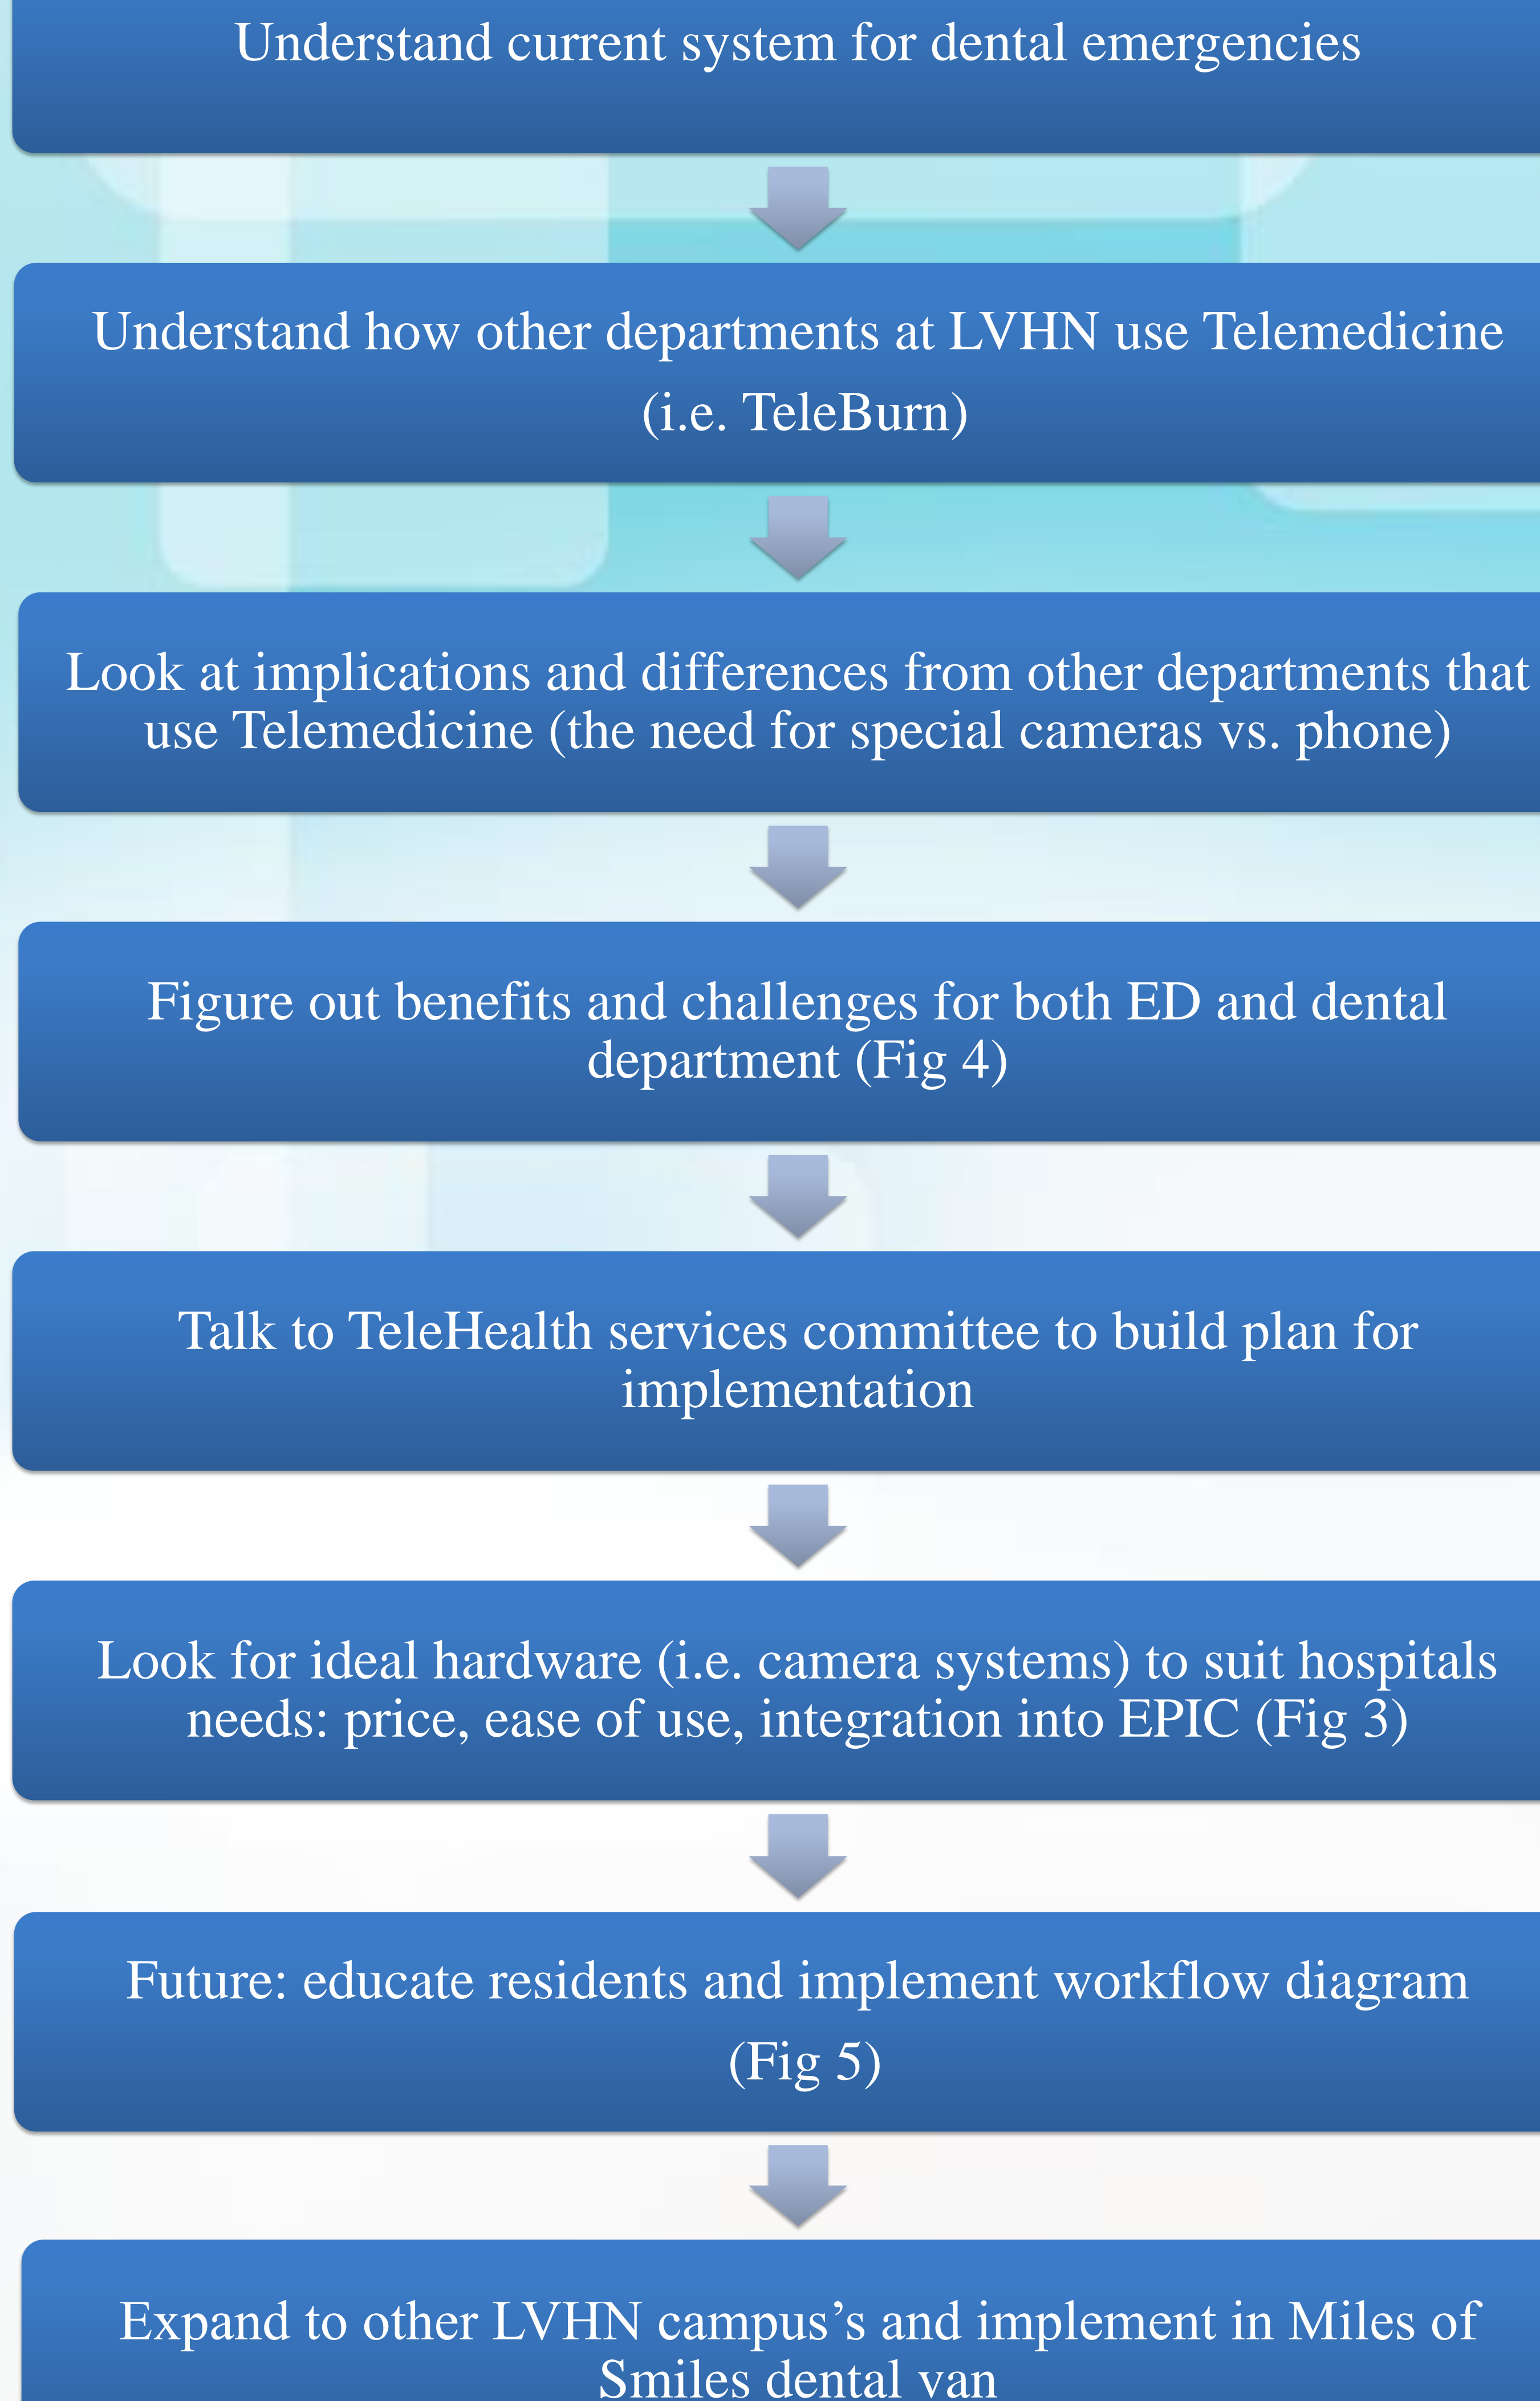 Understand current system for dental emergencies
Understand how other departments at LVHN use Telemedicine
(i.e. TeleBurn)
Look at implications and differences from other departments that
use Telemedicine (the need for special cameras vs. phone)
Figure out benefits and challenges for both ED and dental
department (Fig 4)
Talk to TeleHealth services committee to build plan for
implementation
Look for ideal hardware (i.e. camera systems) to suit hospitals
needs: price, ease of use, integration into EPIC (Fig 3)
Future: educate residents and implement workflow diagram
(Fig 5)
Expand to other LVHN campus’s and implement in Miles of
Smiles dental van